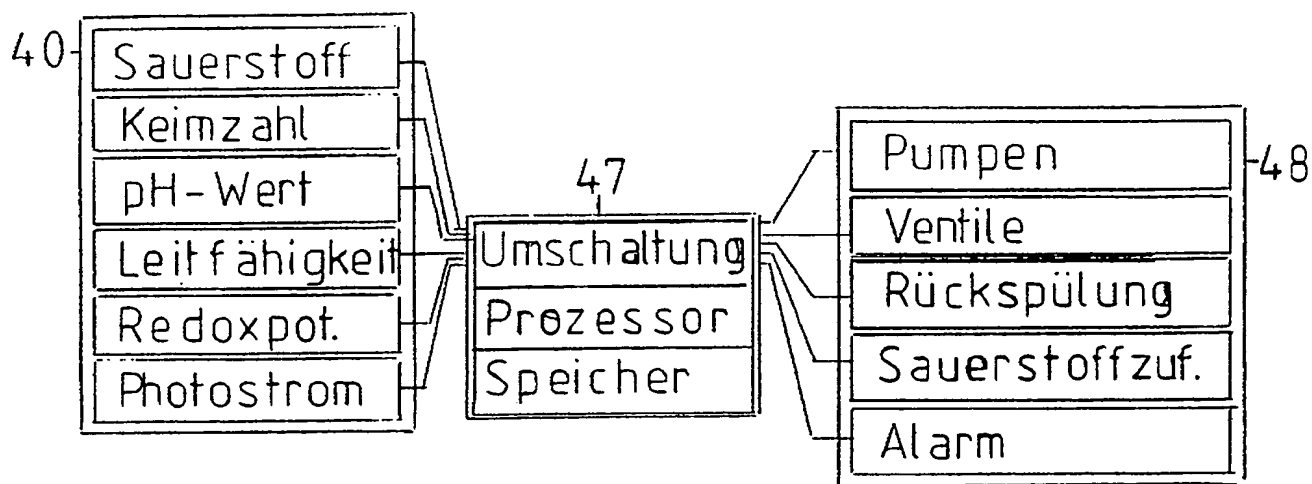 40
Sauerstoff
Keimzahl
pH-Wert
Leitfähigkeit
Redoxpot.
Photostrom
47
Umschaltung
Prozessor
Speicher
48
Pumpen
Ventile
Rückspülung
Sauerstoffzuf.
Alarm